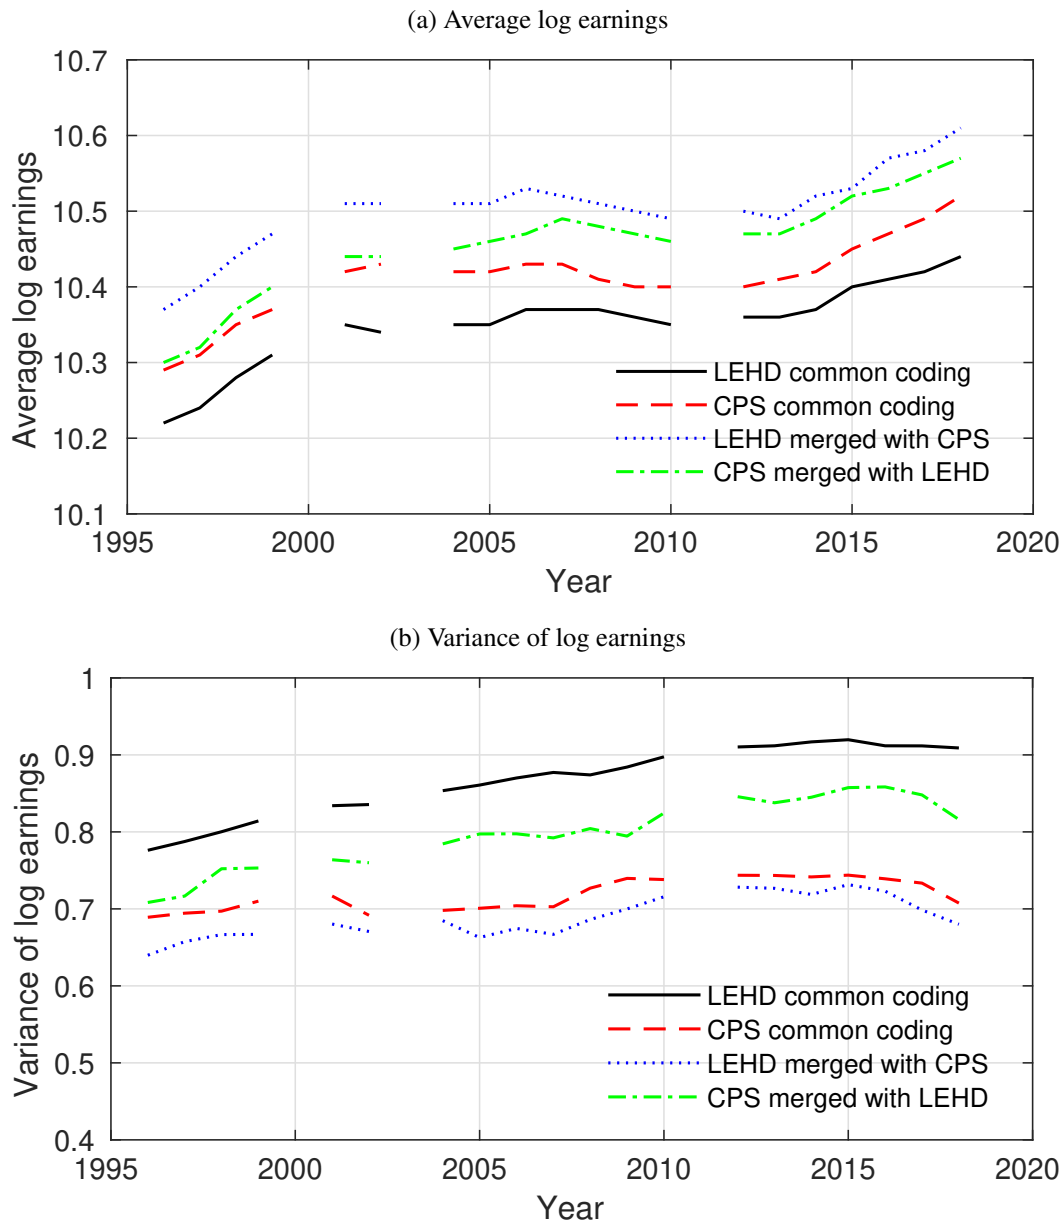 (a) Average log earnings
10.7
10.6
10.5
10.4
10.3
10.2
10.1
Average log earnings
LEHD common coding
CPS common coding
LEHD merged with CPS
CPS merged with LEHD
1995 2000 2005 2010 2015 2020
Year
(b) Variance of log earnings
1
0.9
0.8
0.7
0.6
0.5
0.4
Variance of log earnings
LEHD common coding
CPS common coding
LEHD merged with CPS
CPS merged with LEHD
1995 2000 2005 2010 2015 2020
Year